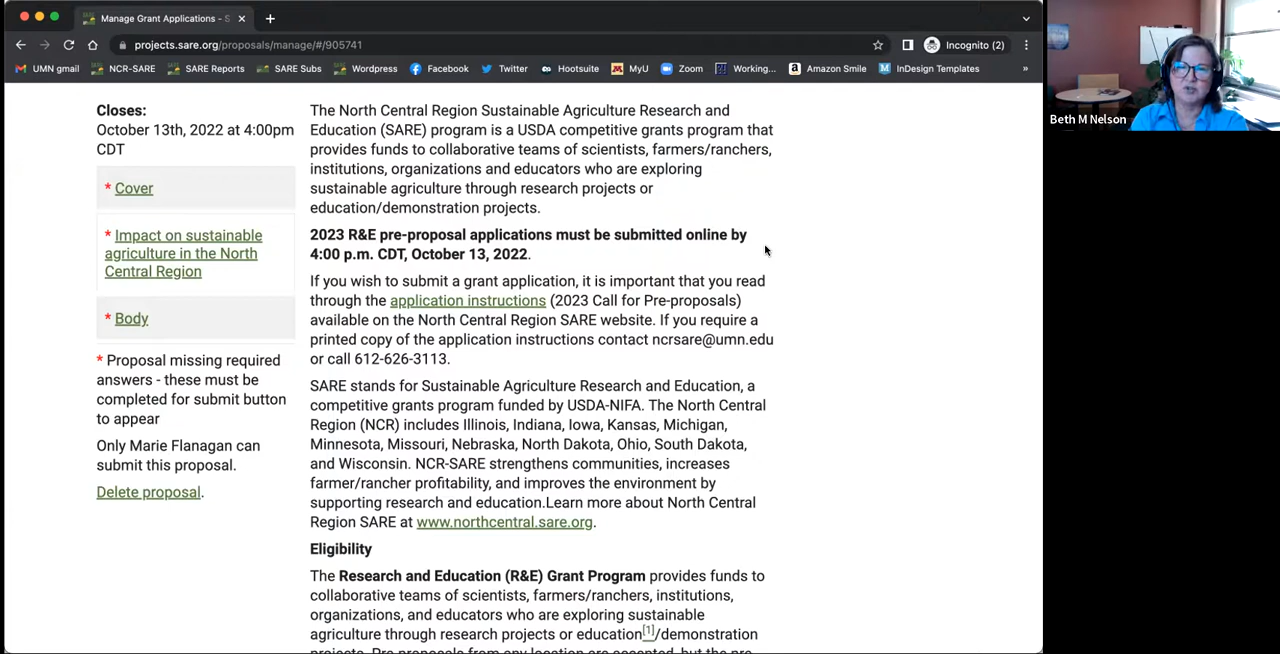 Manage Grant Applications - S
projects.sare.org/proposals/manage/#/905741
Incognito (2)
UMN gmail NCR-SARE SARE Reports SARE Subs Wordpress Facebook Twitter Hootsuite MyU Zoom Working... Amazon Smile InDesign Templates »
Beth M Nelson
Closes:
October 13th, 2022 at 4:00pm
CDT
* Cover
* Impact on sustainable
agriculture in the North
Central Region
* Body
* Proposal missing required
answers - these must be
completed for submit button
to appear
Only Marie Flanagan can
submit this proposal.
Delete proposal.
The North Central Region Sustainable Agriculture Research and
Education (SARE) program is a USDA competitive grants program that
provides funds to collaborative teams of scientists, farmers/ranchers,
institutions, organizations and educators who are exploring
sustainable agriculture through research projects or
education/demonstration projects.
2023 R&E pre-proposal applications must be submitted online by
4:00 p.m. CDT, October 13, 2022.
If you wish to submit a grant application, it is important that you read
through the application instructions (2023 Call for Pre-proposals)
available on the North Central Region SARE website. If you require a
printed copy of the application instructions contact ncrsare@umn.edu
or call 612-626-3113.
SARE stands for Sustainable Agriculture Research and Education, a
competitive grants program funded by USDA-NIFA. The North Central
Region (NCR) includes Illinois, Indiana, Iowa, Kansas, Michigan,
Minnesota, Missouri, Nebraska, North Dakota, Ohio, South Dakota,
and Wisconsin. NCR-SARE strengthens communities, increases
farmer/rancher profitability, and improves the environment by
supporting research and education.Learn more about North Central
Region SARE at www.northcentral.sare.org.
Eligibility
The Research and Education (R&E) Grant Program provides funds to
collaborative teams of scientists, farmers/ranchers, institutions,
organizations, and educators who are exploring sustainable
agriculture through research projects or education[1]/demonstration
projects. Pre-proposals from any location are accepted, but the pre-